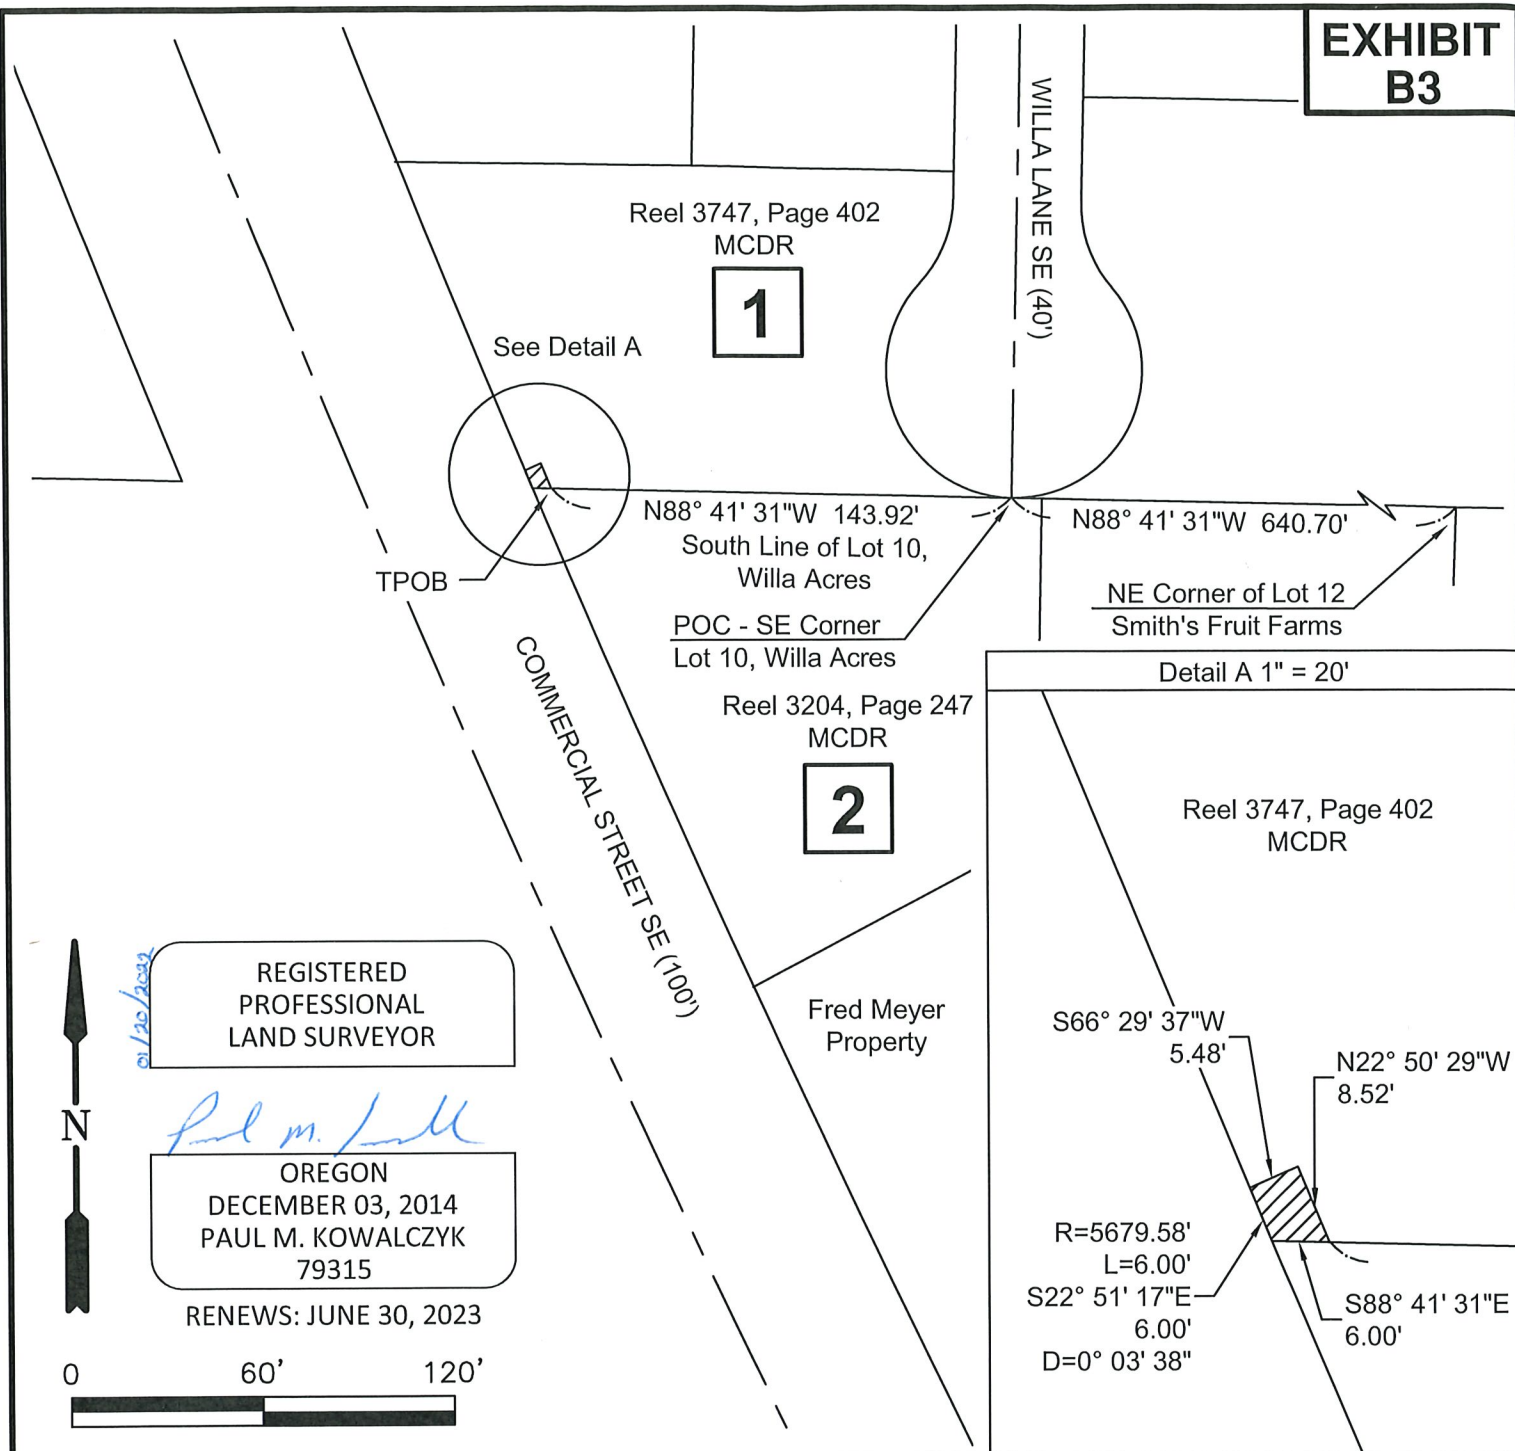 EXHIBIT
B3
WILLA LANE SE (40')
Reel 3747, Page 402
MCDR
1
See Detail A
N88° 41' 31"W 143.92'
South Line of Lot 10,
Willa Acres
N88° 41' 31"W 640.70'
TPOB
NE Corner of Lot 12
Smith's Fruit Farms
POC - SE Corner
Lot 10, Willa Acres
COMMERCIAL STREET SE (100')
Reel 3204, Page 247
MCDR
2
Fred Meyer
Property
Detail A 1" = 20'
Reel 3747, Page 402
MCDR
S66° 29' 37"W
5.48'
N22° 50' 29"W
8.52'
R=5679.58'
L=6.00'
S22° 51' 17"E
6.00'
D=0° 03' 38"
S88° 41' 31"E
6.00'
N
01/20/2022
REGISTERED
PROFESSIONAL
LAND SURVEYOR
OREGON
DECEMBER 03, 2014
PAUL M. KOWALCZYK
79315
RENEWS: JUNE 30, 2023
0 60' 120'